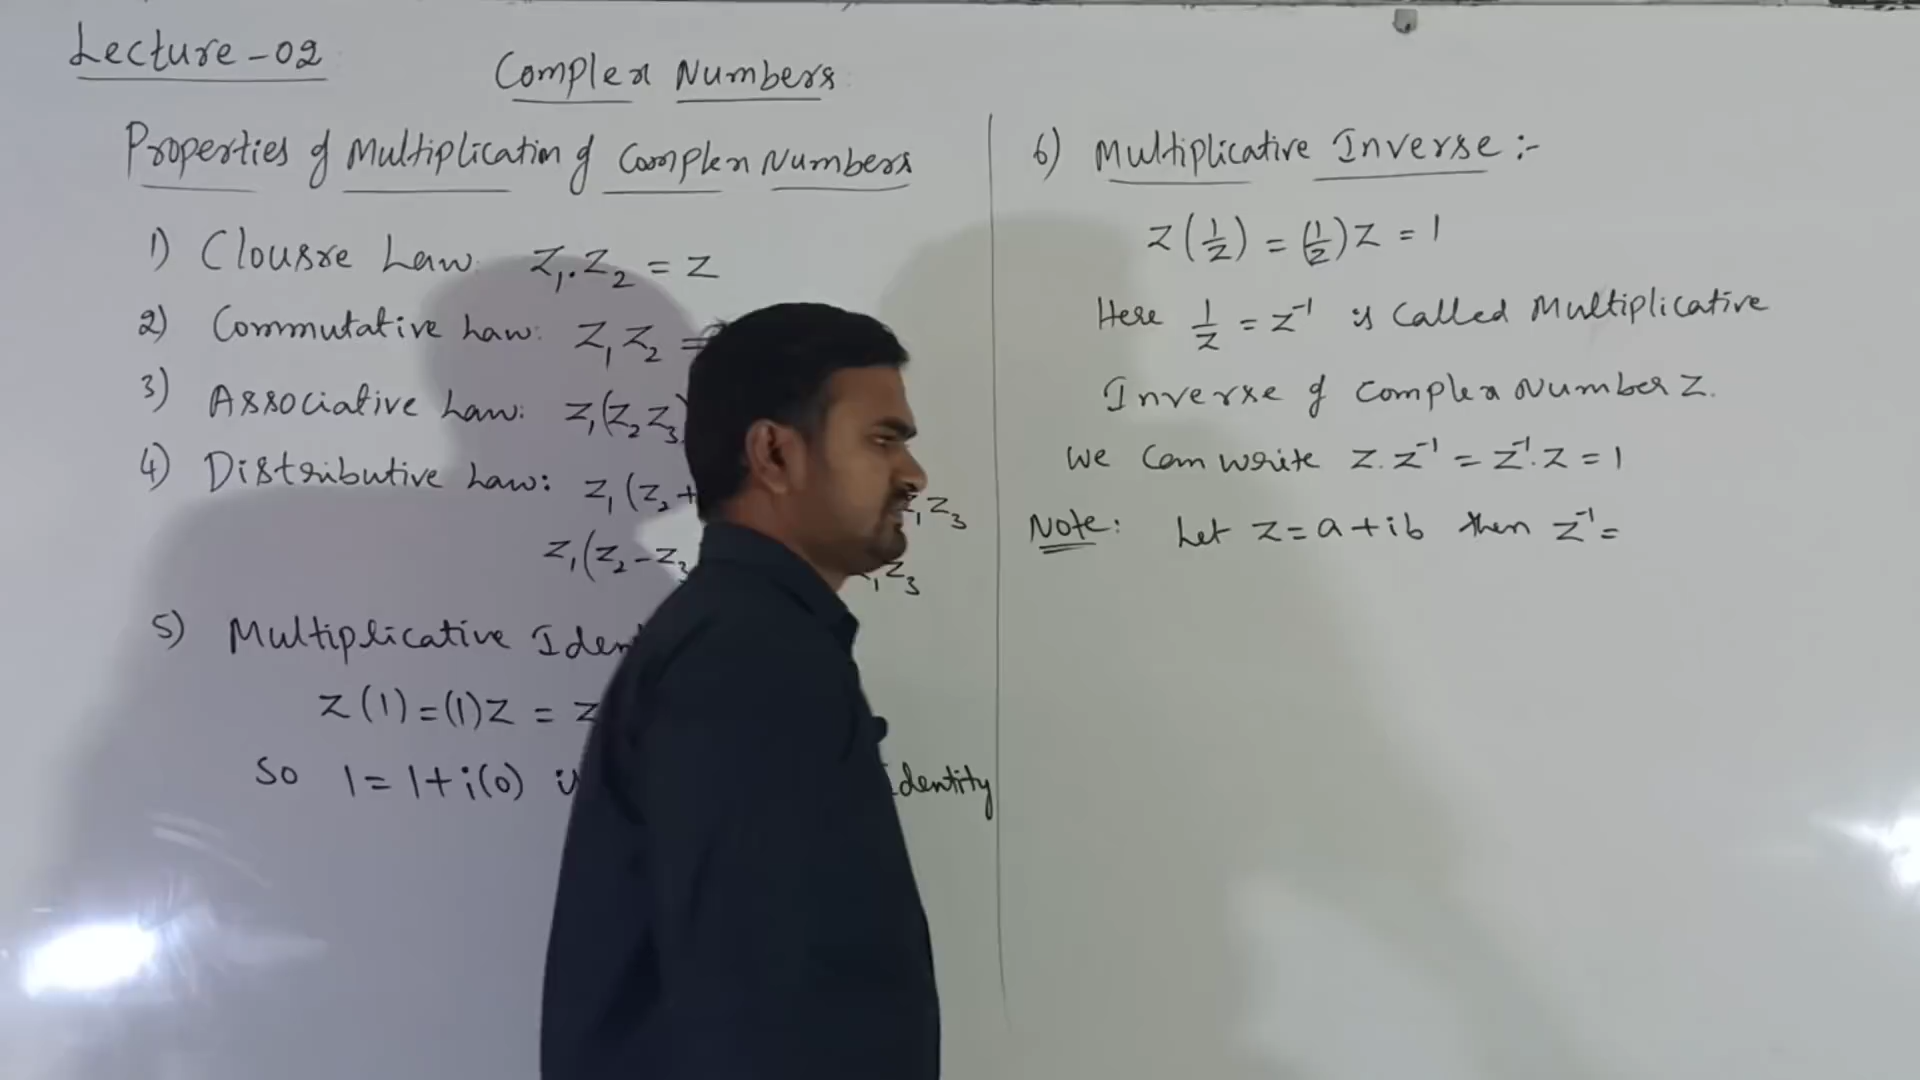 Lecture-02
Complex Numbers
Properties of Multiplication of Complex Numbers
1) Clousre Law: Z₁.Z₂ = Z
2) Commutative Law: Z₁Z₂ =
3) Associative Law: Z₁(Z₂Z₃)
4) Distributive Law: Z₁(Z₂+ Z₁Z₃
Z₁(Z₂-Z₃ Z₁Z₃
5) Multiplicative Iden
Z(1)=(1)Z = Z
So 1=1+i(0) is Identity
6) Multiplicative Inverse :-
Z(1/Z) = (1/Z)Z = 1
Here 1/Z = Z⁻¹ is Called Multiplicative
Inverse of Complex Number Z.
We Can write Z.Z⁻¹ = Z⁻¹.Z = 1
Note: Let Z = a+ib then Z⁻¹ =